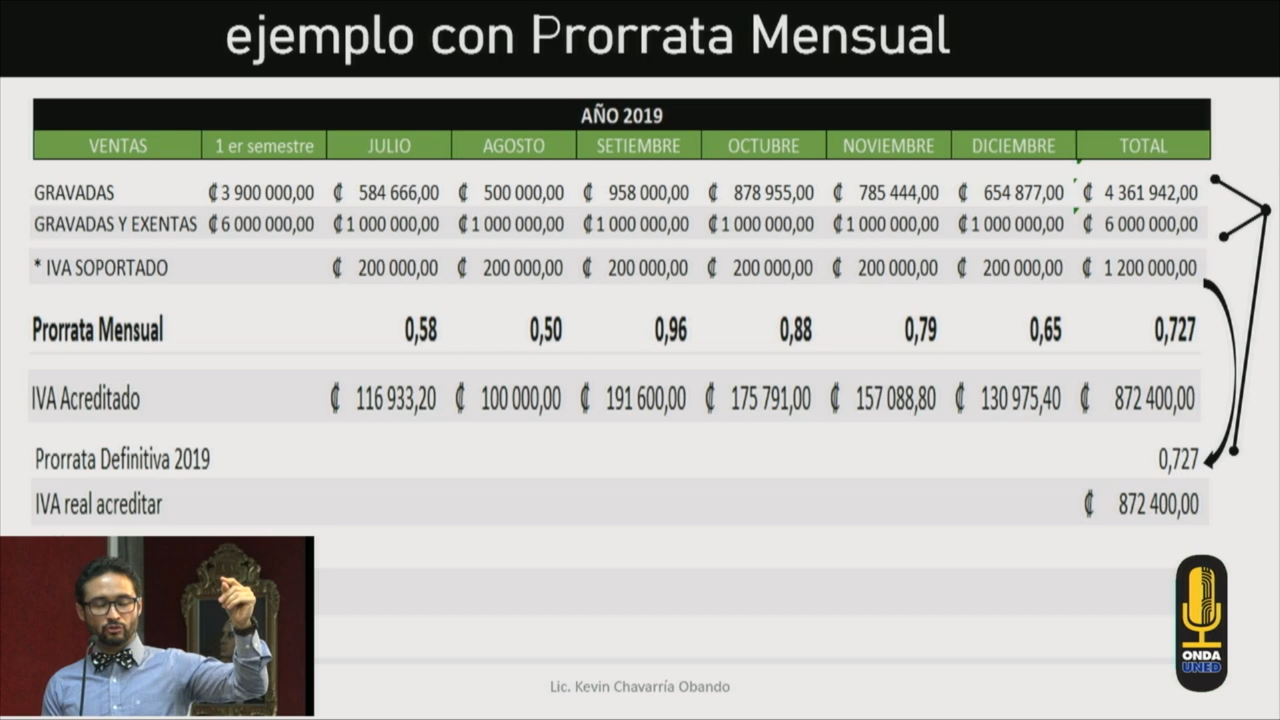 ejemplo con Prorrata Mensual
AÑO 2019
VENTAS 1 er semestre JULIO AGOSTO SETIEMBRE OCTUBRE NOVIEMBRE DICIEMBRE TOTAL
GRAVADAS ₡ 3 900 000,00 ₡ 584 666,00 ₡ 500 000,00 ₡ 958 000,00 ₡ 878 955,00 ₡ 785 444,00 ₡ 654 877,00 ₡ 4 361 942,00
GRAVADAS Y EXENTAS ₡ 6 000 000,00 ₡ 1 000 000,00 ₡ 1 000 000,00 ₡ 1 000 000,00 ₡ 1 000 000,00 ₡ 1 000 000,00 ₡ 1 000 000,00 ₡ 6 000 000,00
* IVA SOPORTADO ₡ 200 000,00 ₡ 200 000,00 ₡ 200 000,00 ₡ 200 000,00 ₡ 200 000,00 ₡ 200 000,00 ₡ 1 200 000,00
Prorrata Mensual 0,58 0,50 0,96 0,88 0,79 0,65 0,727
IVA Acreditado ₡ 116 933,20 ₡ 100 000,00 ₡ 191 600,00 ₡ 175 791,00 ₡ 157 088,80 ₡ 130 975,40 ₡ 872 400,00
Prorrata Definitiva 2019 0,727
IVA real acreditar ₡ 872 400,00
ONDA
UNED
Lic. Kevin Chavarría Obando